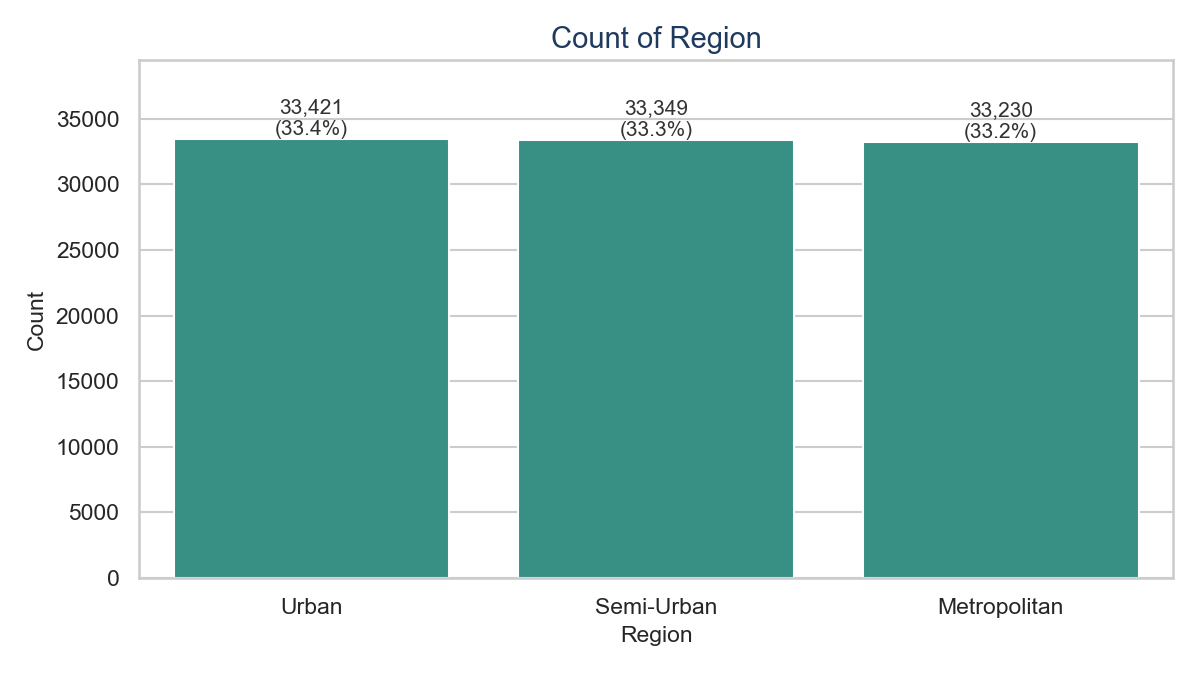 Count of Region
33,421
(33.4%)
33,349
(33.3%)
33,230
(33.2%)
35000
30000
25000
20000
15000
10000
5000
0
Count
Urban
Semi-Urban
Metropolitan
Region